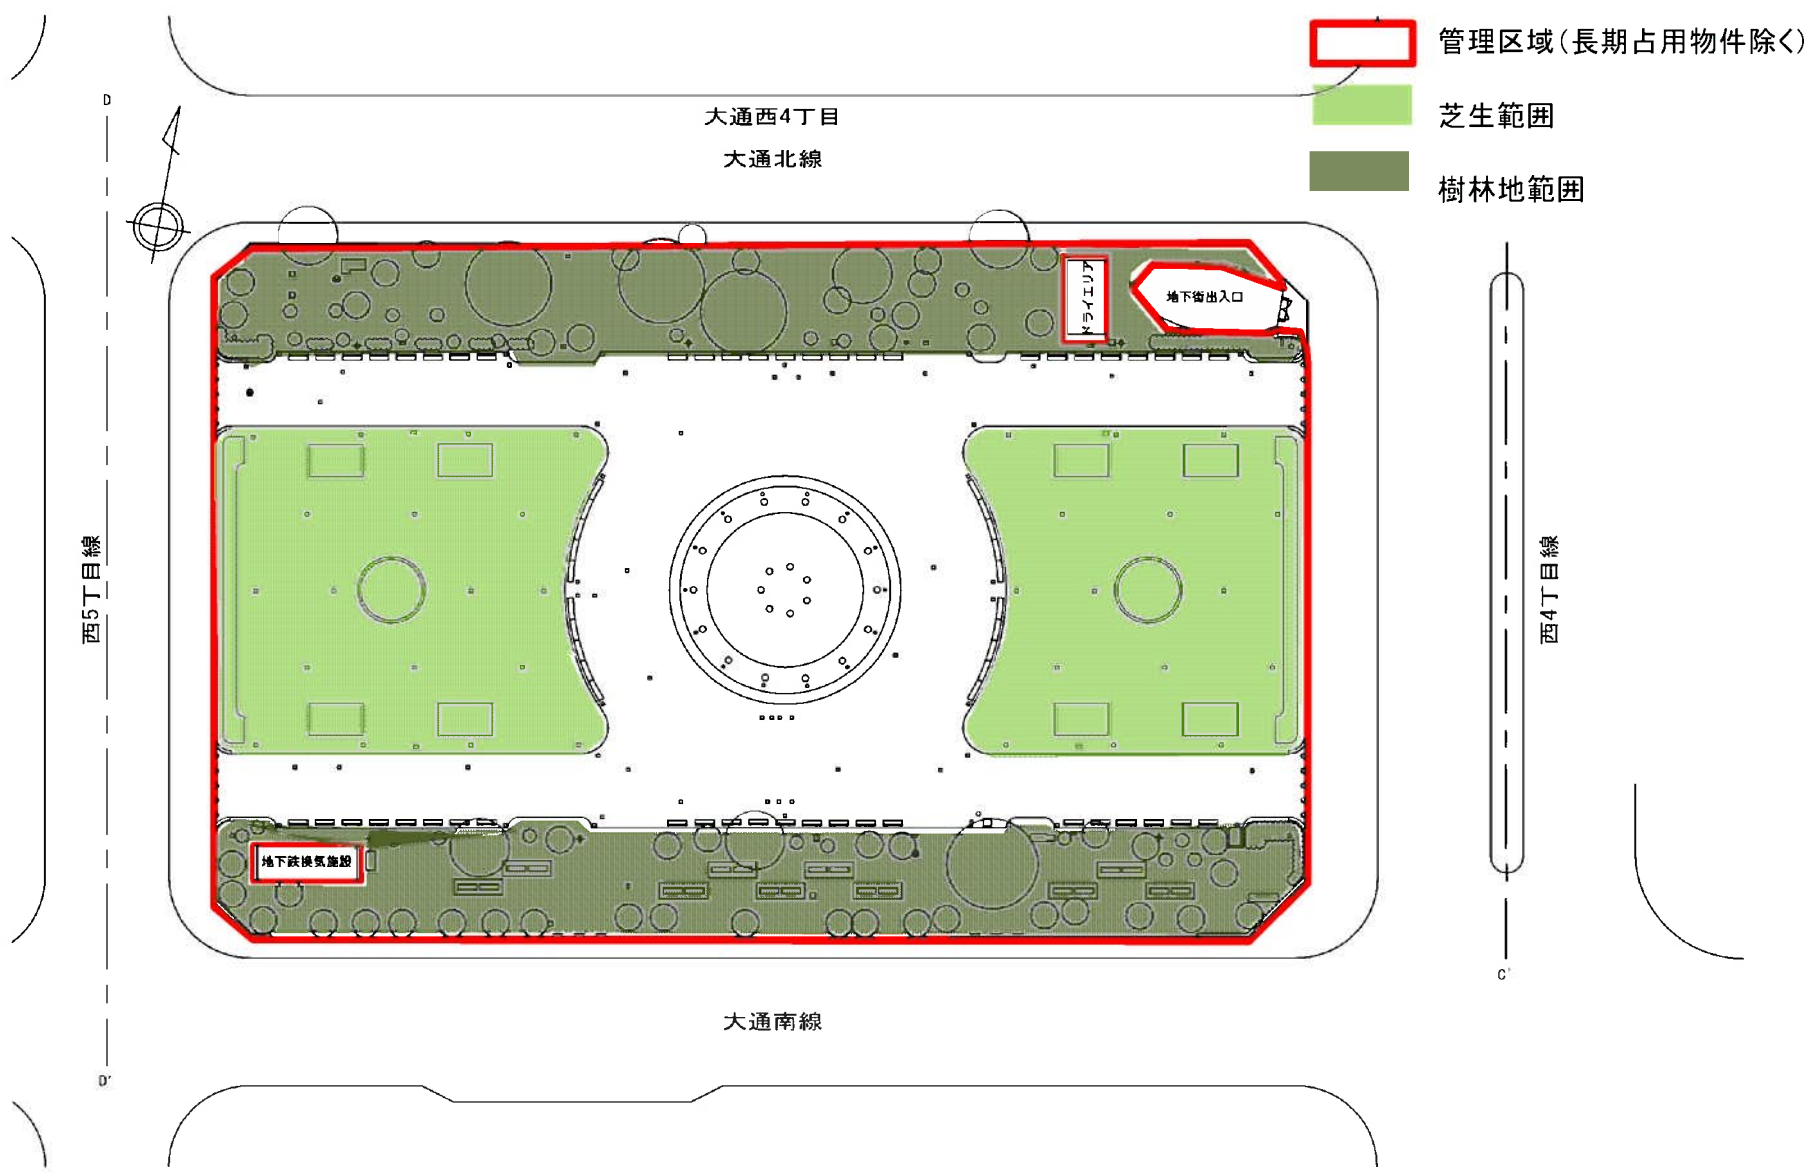 管理区域(長期占用物件除く)
芝生範囲
樹林地範囲
D
大通西4丁目
大通北線
ドライエリア
地下街出入口
西5丁目線
西4丁目線
地下鉄換気施設
C'
大通南線
D'